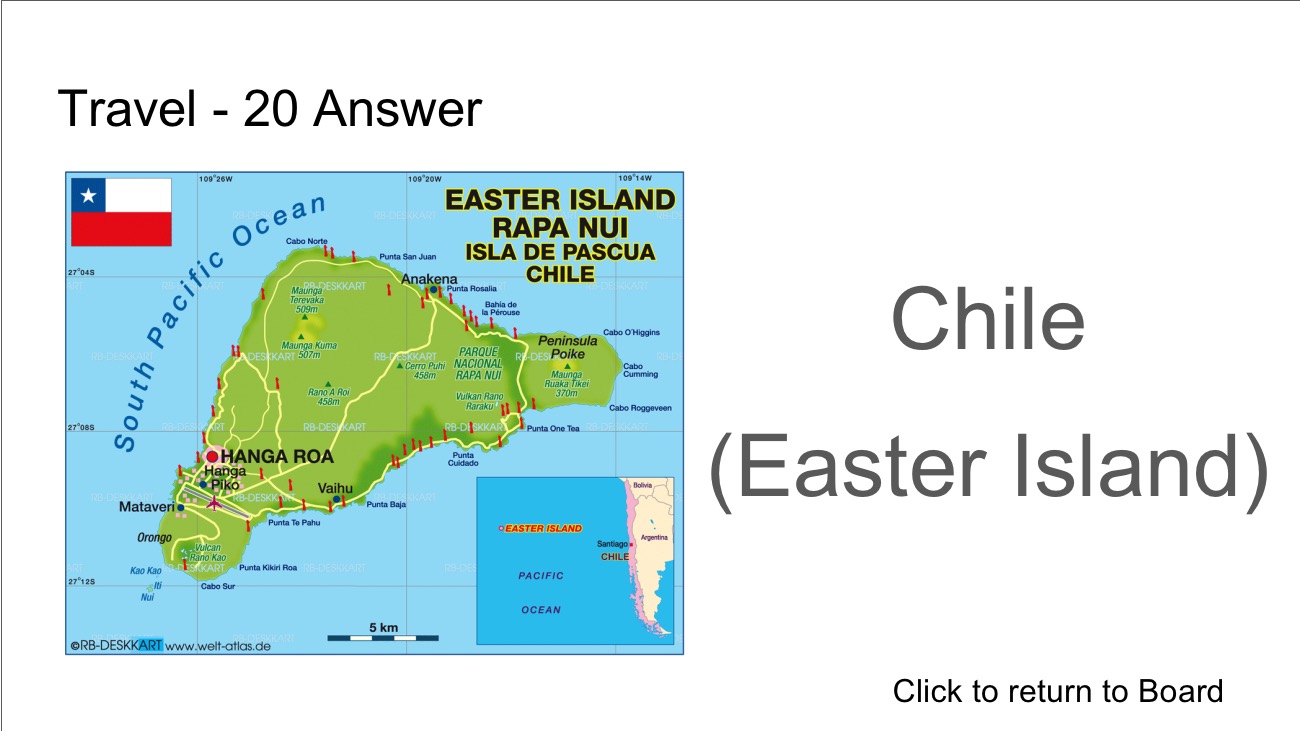 Travel - 20 Answer
109°26W
109°20W
109°14W
EASTER ISLAND
RAPA NUI
ISLA DE PASCUA
CHILE
South Pacific Ocean
Cabo Norte
Punta San Juan
27°04S
Anakena
Punta Rosalia
Maunga
Terevaka
509m
Bahía de
la Pérouse
Maunga Kuma
507m
Cabo O'Higgins
Peninsula
Poike
PARQUE
NACIONAL
RAPA NUI
Cerro Puhi
458m
Cabo
Cumming
Maunga
Ruaka Tikei
370m
Rano A Roi
458m
Vulkan Rano
Raraku
Cabo Roggeveen
27°08S
Punta One Tea
HANGA ROA
Punta
Cuidado
Hanga
Piko
Vaihu
Mataveri
Punta Baja
Punta Te Pahu
Orongo
Vulcan
Rano Kao
Kao Kao
Iti
Nui
Punta Kikiri Roa
Cabo Sur
27°12S
Bolivia
EASTER ISLAND
Santiago
Argentina
CHILE
PACIFIC
OCEAN
5 km
©RB-DESKKART www.welt-atlas.de
RB-DESKKART
Chile
(Easter Island)
Click to return to Board